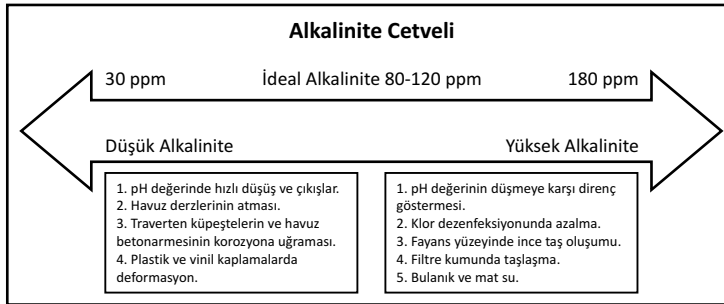 Alkalinite Cetveli
30 ppm İdeal Alkalinite 80-120 ppm 180 ppm
Düşük Alkalinite Yüksek Alkalinite
1. pH değerinde hızlı düşüş ve çıkışlar.
2. Havuz derzlerinin atması.
3. Traverten küpeştelerin ve havuz
betonarmesinin korozyona uğraması.
4. Plastik ve vinil kaplamalarda
deformasyon.
1. pH değerinin düşmeye karşı direnç
göstermesi.
2. Klor dezenfeksiyonunda azalma.
3. Fayans yüzeyinde ince taş oluşumu.
4. Filtre kumunda taşlaşma.
5. Bulanık ve mat su.